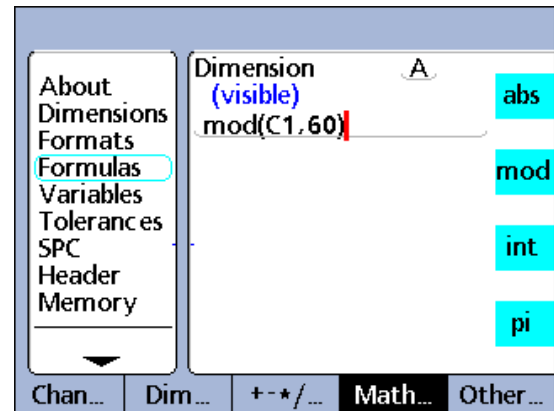 About
Dimensions
Formats
Formulas
Variables
Tolerances
SPC
Header
Memory
Dimension A
(visible)
mod(C1,60)
abs
mod
int
pi
Chan... Dim... +-*/... Math... Other...